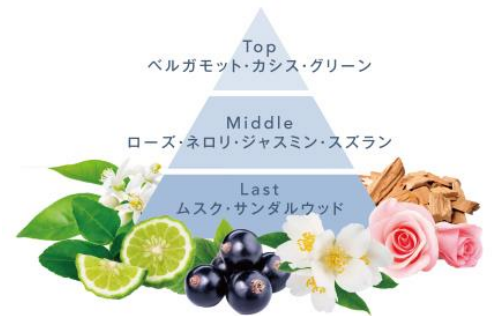 Top
ベルガモット・カシス・グリーン
Middle
ローズ・ネロリ・ジャスミン・スズラン
Last
ムスク・サンダルウッド